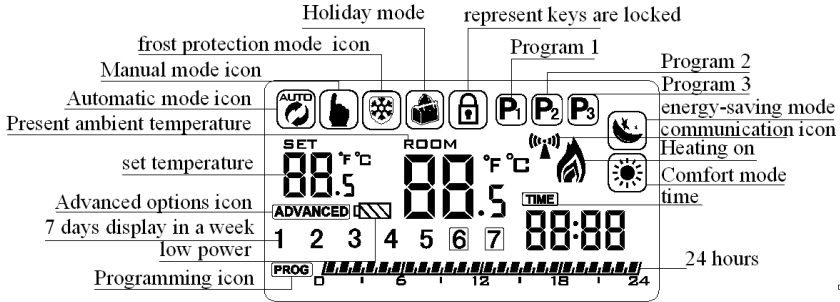 Holiday mode
represent keys are locked
frost protection mode icon
Program 1
Manual mode icon
Program 2
Automatic mode icon
Program 3
AUTO
P1 P2 P3
energy-saving mode
Present ambient temperature
communication icon
SET
ROOM
Heating on
set temperature
88.5 °F °C
88.5 °F °C
Comfort mode
TIME
time
Advanced options icon
ADVANCED
88:88
7 days display in a week
1 2 3 4 5 6 7
low power
24 hours
Programming icon
PROG
0 6 12 18 24